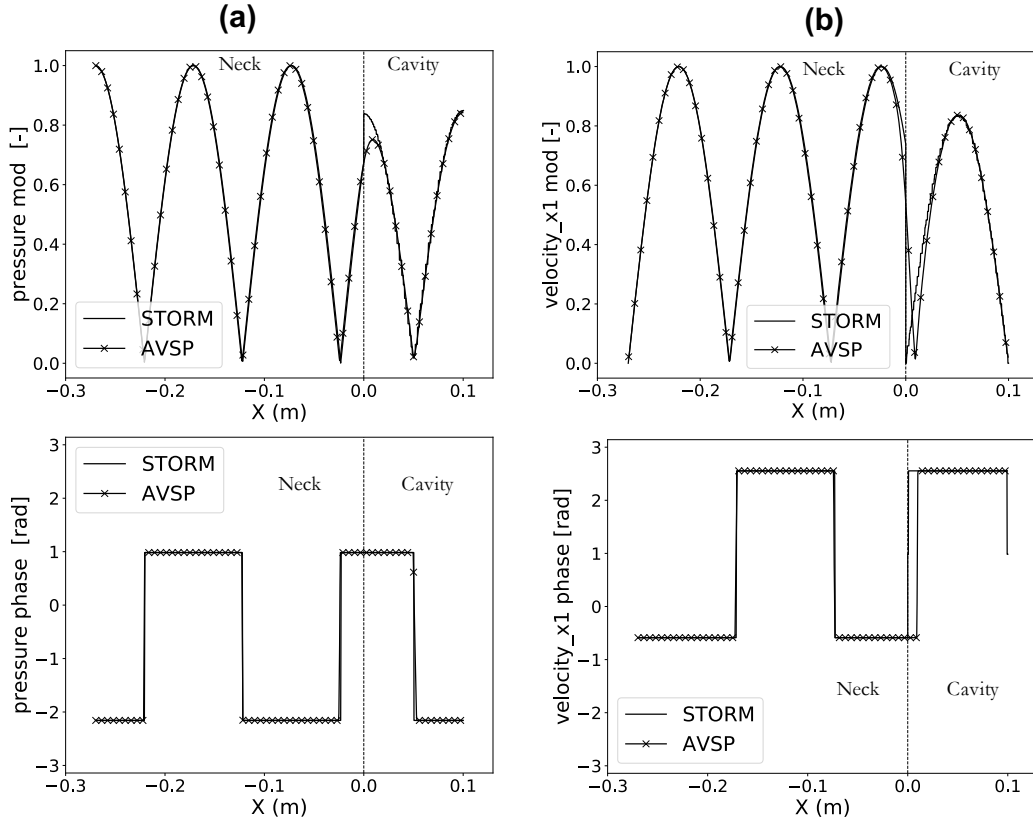 (a)
(b)
Neck
Cavity
1.0
0.8
0.6
0.4
0.2
0.0
pressure mod [-]
STORM
AVSP
−0.3 −0.2 −0.1 0.0 0.1
X (m)
Neck
Cavity
1.0
0.8
0.6
0.4
0.2
0.0
velocity_x1 mod [-]
STORM
AVSP
−0.3 −0.2 −0.1 0.0 0.1
X (m)
STORM
AVSP
Neck
Cavity
3
2
1
0
−1
−2
−3
pressure phase [rad]
−0.3 −0.2 −0.1 0.0 0.1
X (m)
3
2
1
0
−1
−2
−3
velocity_x1 phase [rad]
Neck
Cavity
STORM
AVSP
−0.3 −0.2 −0.1 0.0 0.1
X (m)